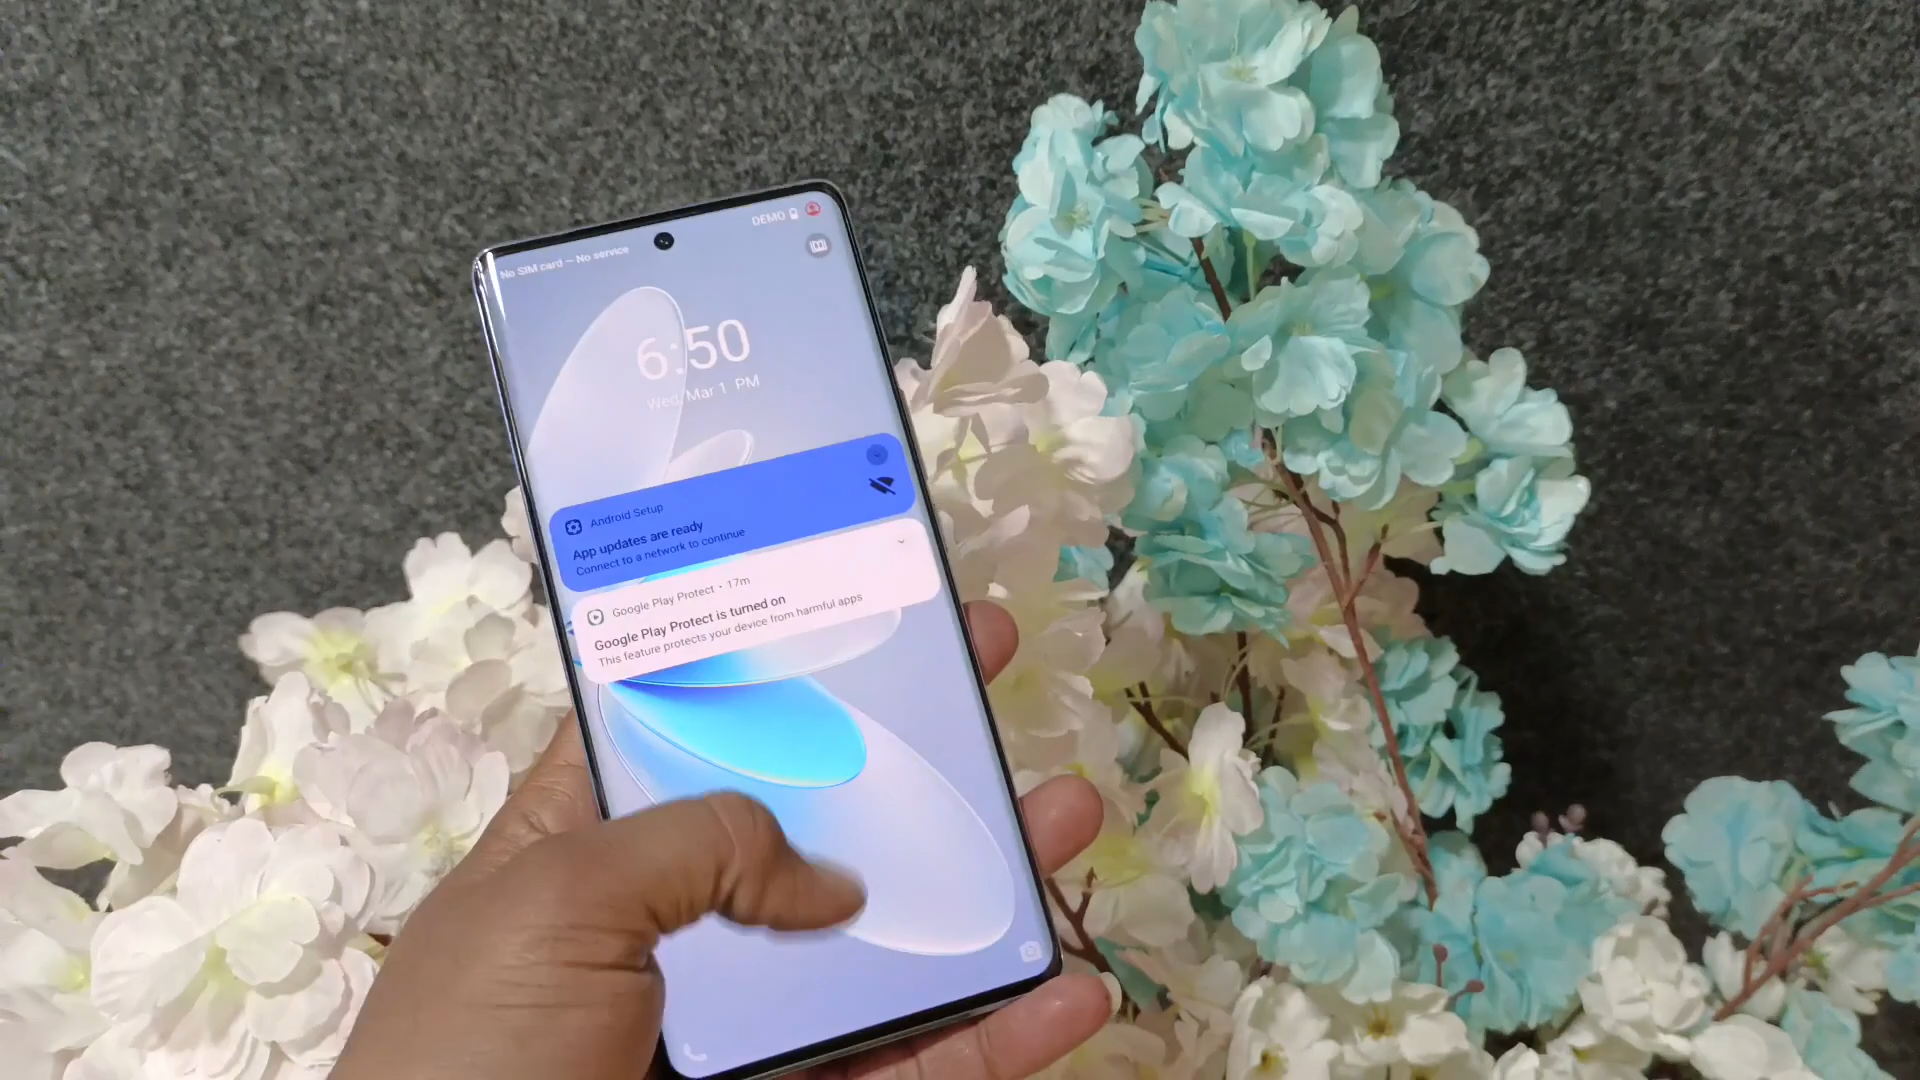 No SIM card — No service
DEMO
6:50
Wed, Mar 1 PM
Android Setup
App updates are ready
Connect to a network to continue
Google Play Protect • 17m
Google Play Protect is turned on
This feature protects your device from harmful apps